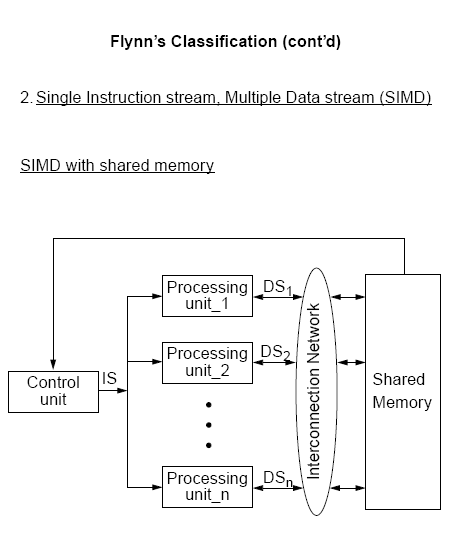 Flynn’s Classification (cont’d)
2. Single Instruction stream, Multiple Data stream (SIMD)
SIMD with shared memory
Processing
unit_1
DS1
Processing
unit_2
DS2
Control
unit
IS
Processing
unit_n
DSn
Interconnection Network
Shared
Memory